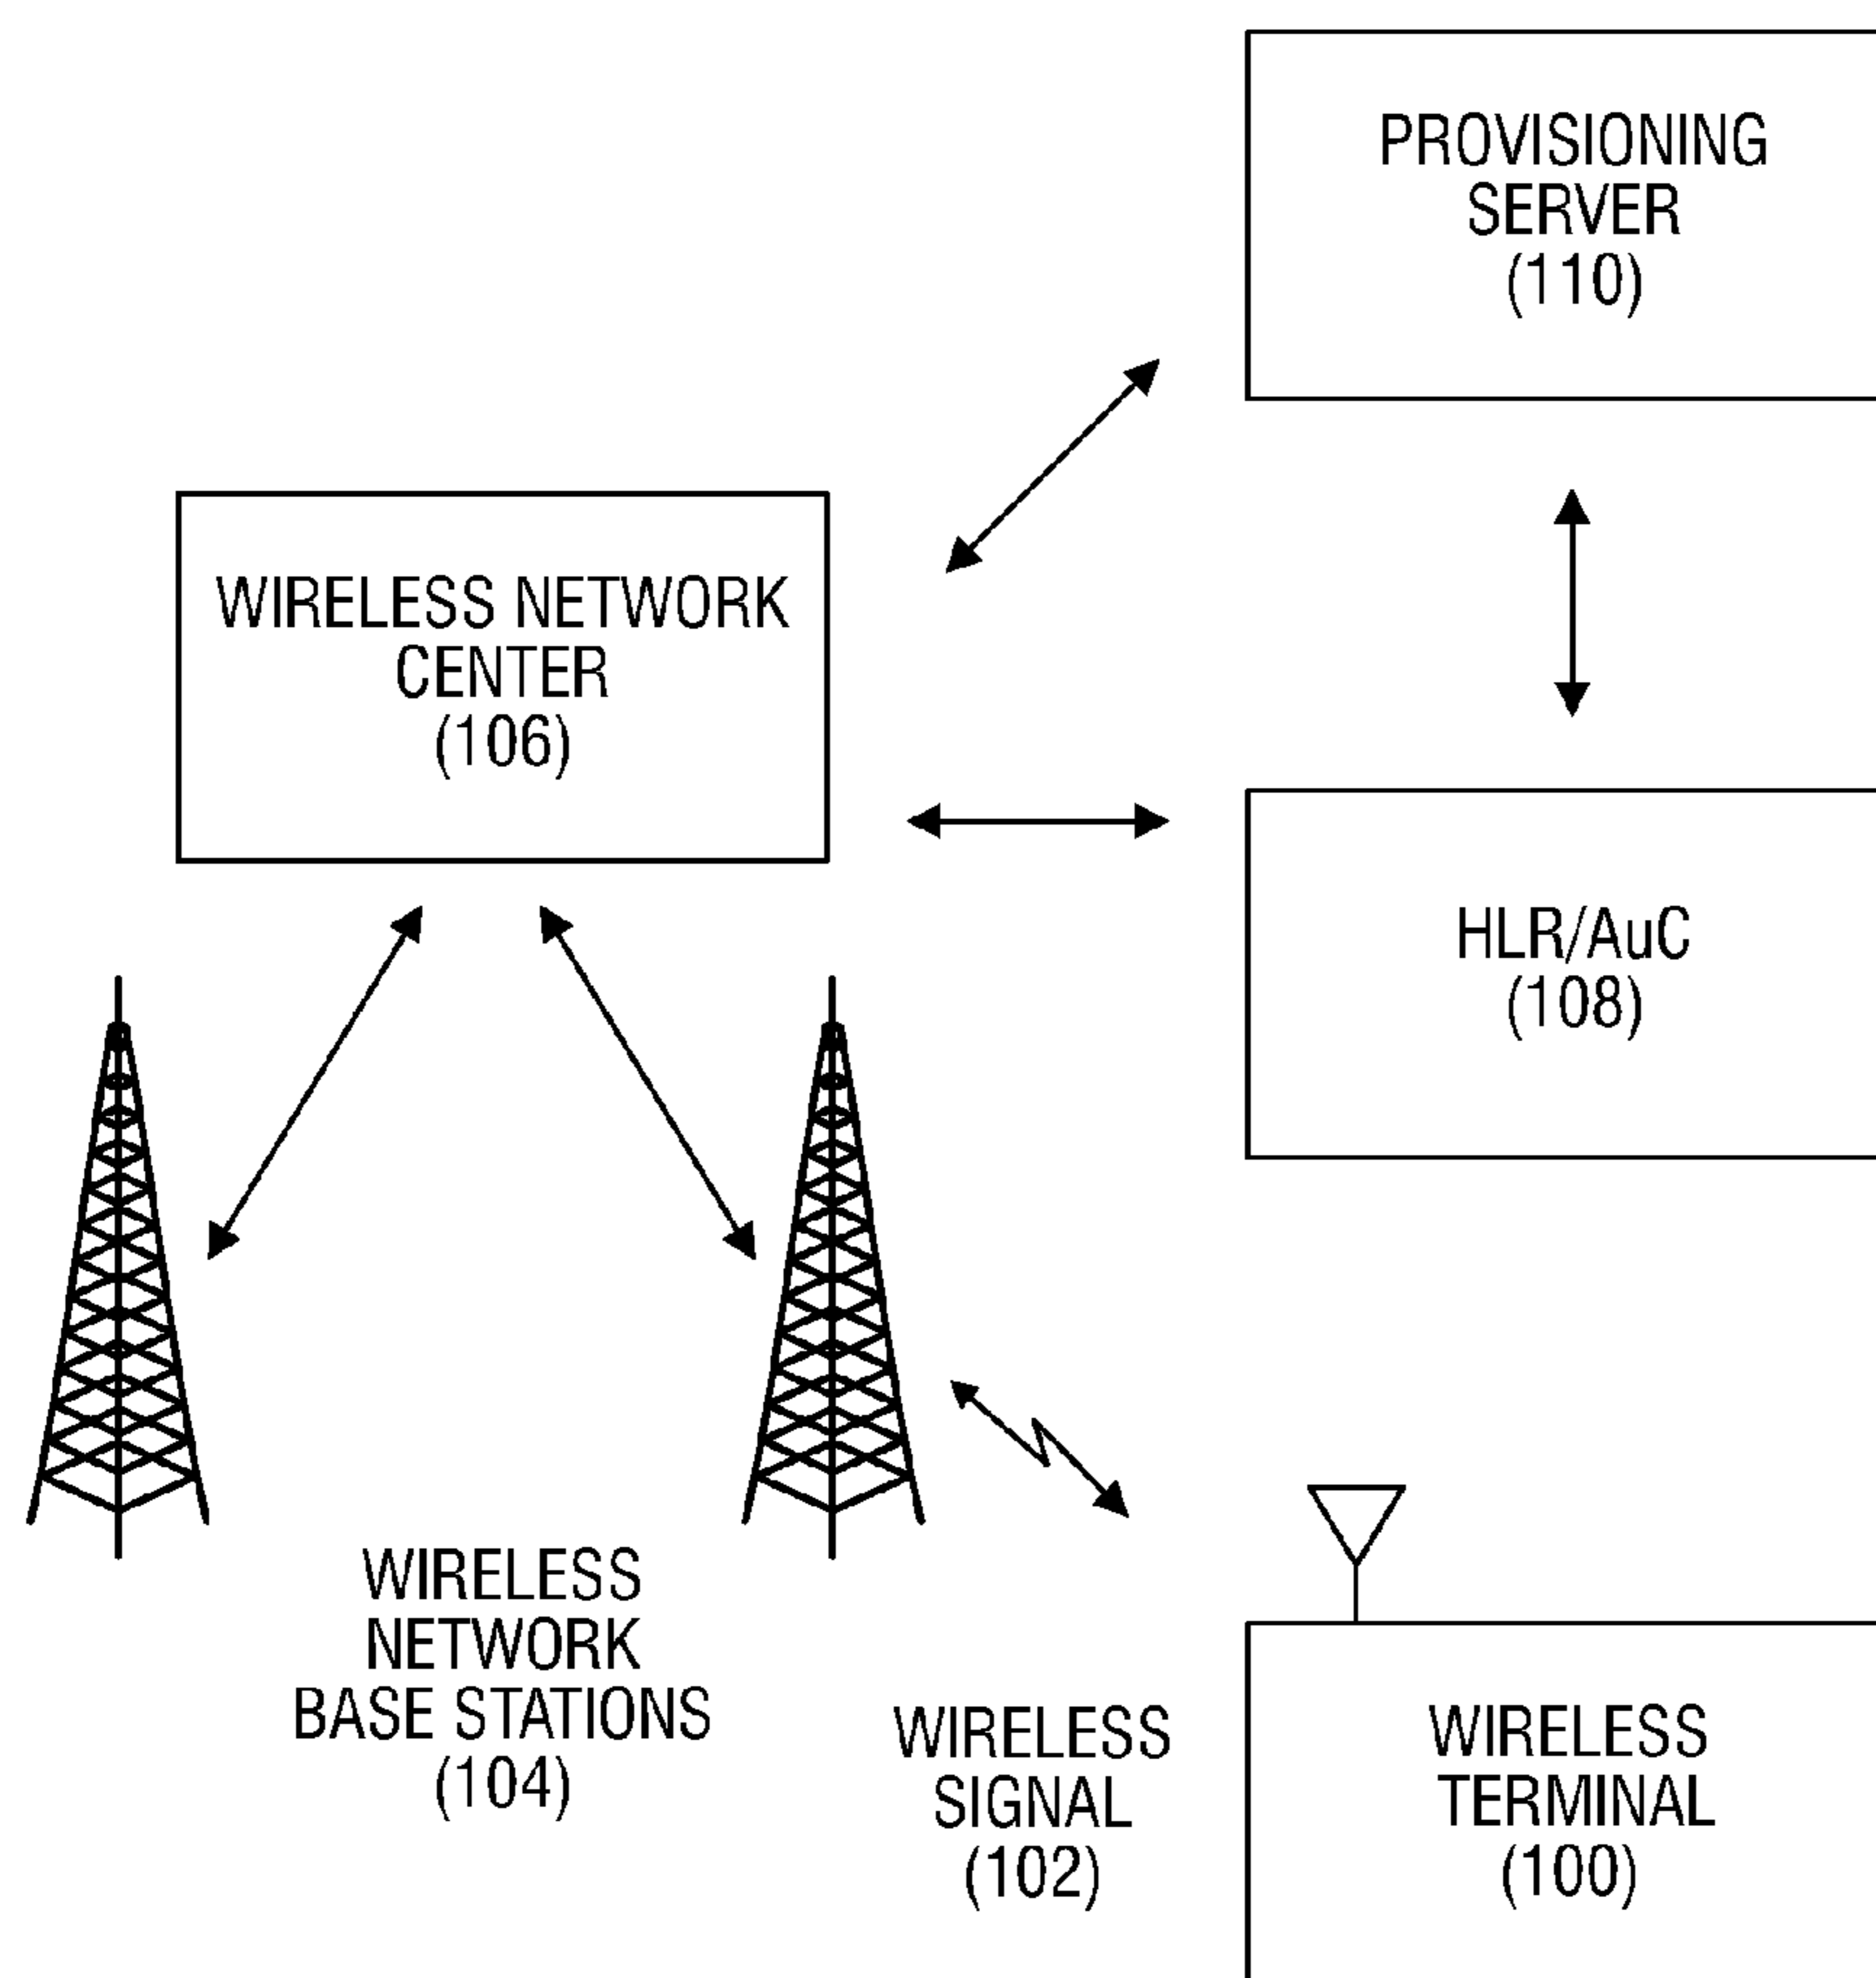 PROVISIONING
SERVER
(110)
WIRELESS NETWORK
CENTER
(106)
HLR/AuC
(108)
WIRELESS
NETWORK
BASE STATIONS
(104)
WIRELESS
SIGNAL
(102)
WIRELESS
TERMINAL
(100)